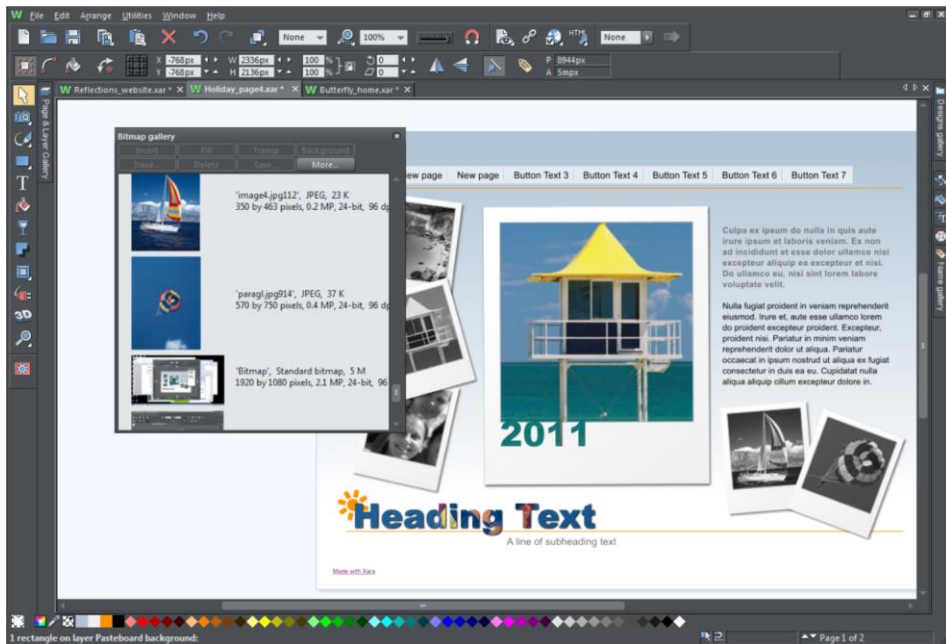 File Edit Arrange Utilities Window Help
None 100% HTML None
X -768px W 2336px 100 % 0 P 8944px
Y -768px H 2136px 100 % 0 A 5mpx
Reflections_website.xar * Holiday_page4.xar * Butterfly_home.xar *
Page & Layer Gallery
Designs gallery
Name gallery
T
3D
Bitmap gallery
Insert Fill Transp Background
Trace... Delete Save... More...
'image4.jpg112', JPEG, 23 K
350 by 463 pixels, 0.2 MP, 24-bit, 96 dp
'paragl.jpg914', JPEG, 37 K
570 by 750 pixels, 0.4 MP, 24-bit, 96 dp
'Bitmap', Standard bitmap, 5 M
1920 by 1080 pixels, 2.1 MP, 24-bit, 96
ew page New page Button Text 3 Button Text 4 Button Text 5 Button Text 6 Button Text 7
Culpa ex ipsum do nulla in quis aute
irure ipsum et laboris veniam. Ex non
ad incididunt et esse dolor ullamco nisi
excepteur aliquip ea excepteur et nisi.
Do ullamco eu, nisi sint lorem labore
voluptate velit.
Nulla fugiat proident in veniam reprehenderit
eiusmod. Irure et, aute esse ullamco lorem
do proident excepteur proident. Excepteur,
proident nisi. Pariatur in minim veniam
reprehenderit dolor ut aliqua. Pariatur
occaecat in ipsum nostrud ut aliqua ex fugiat
consectetur in duis ea eu. Cupidatat nulla
aliqua aliquip cillum excepteur dolore in.
2011
Heading Text
A line of subheading text
Made with Xara
1 rectangle on layer Pasteboard background:
Page 1 of 2